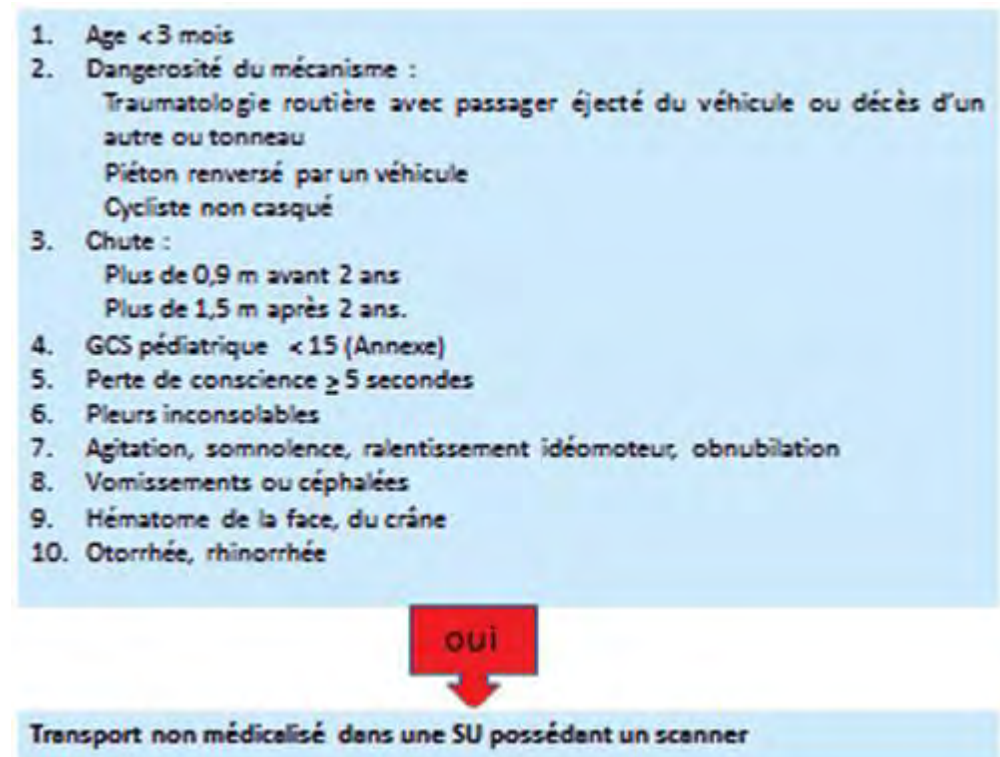 1. Age < 3 mois
2. Dangerosité du mécanisme :
Traumatologie routière avec passager éjecté du véhicule ou décès d'un
autre ou tonneau
Piéton renversé par un véhicule
Cycliste non casqué
3. Chute :
Plus de 0,9 m avant 2 ans
Plus de 1,5 m après 2 ans.
4. GCS pédiatrique < 15 (Annexe)
5. Perte de conscience ≥ 5 secondes
6. Pleurs inconsolables
7. Agitation, somnolence, ralentissement idéomoteur, obnubilation
8. Vomissements ou céphalées
9. Hématome de la face, du crâne
10. Otorrhée, rhinorrhée
oui
Transport non médicalisé dans une SU possédant un scanner